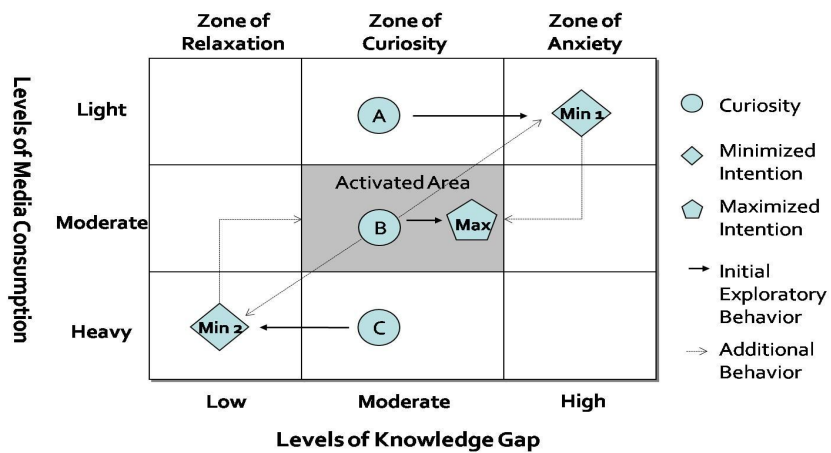 Zone of
Relaxation
Zone of
Curiosity
Zone of
Anxiety
Levels of Media Consumption
Light
A
Min 1
Curiosity
Minimized
Intention
Activated Area
Moderate
B
Max
Maximized
Intention
Initial
Exploratory
Behavior
Heavy
Min 2
C
Additional
Behavior
Low
Moderate
High
Levels of Knowledge Gap